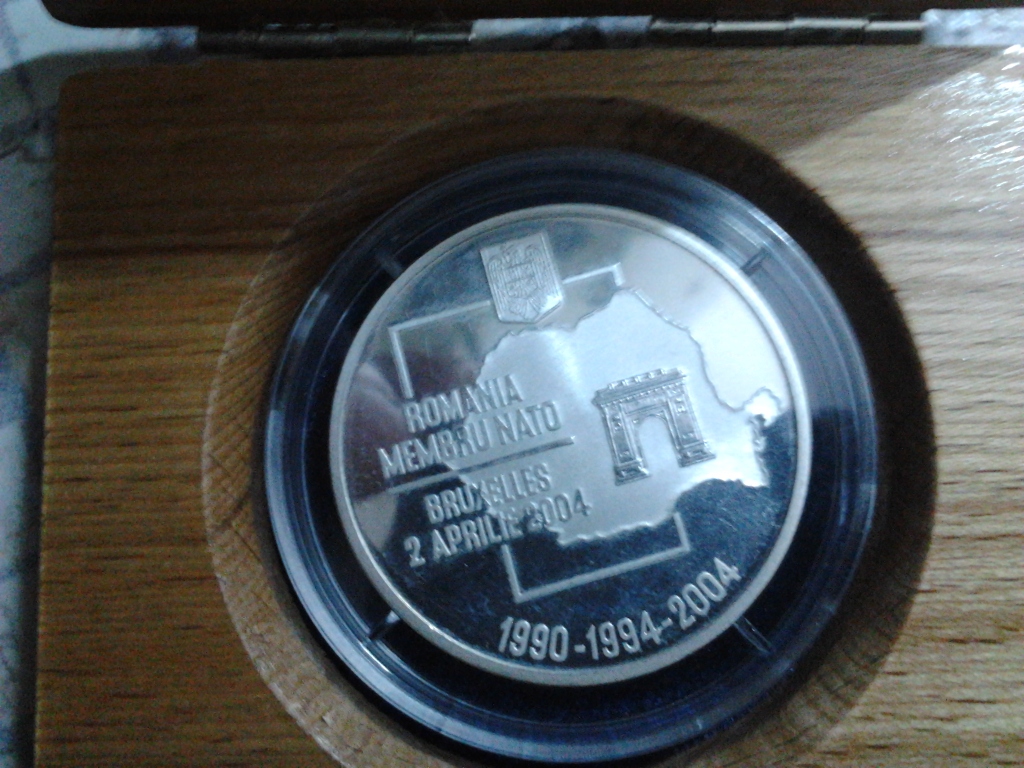 ROMANIA
MEMBRU NATO
BRUXELLES
2 APRILIE 2004
1990-1994-2004